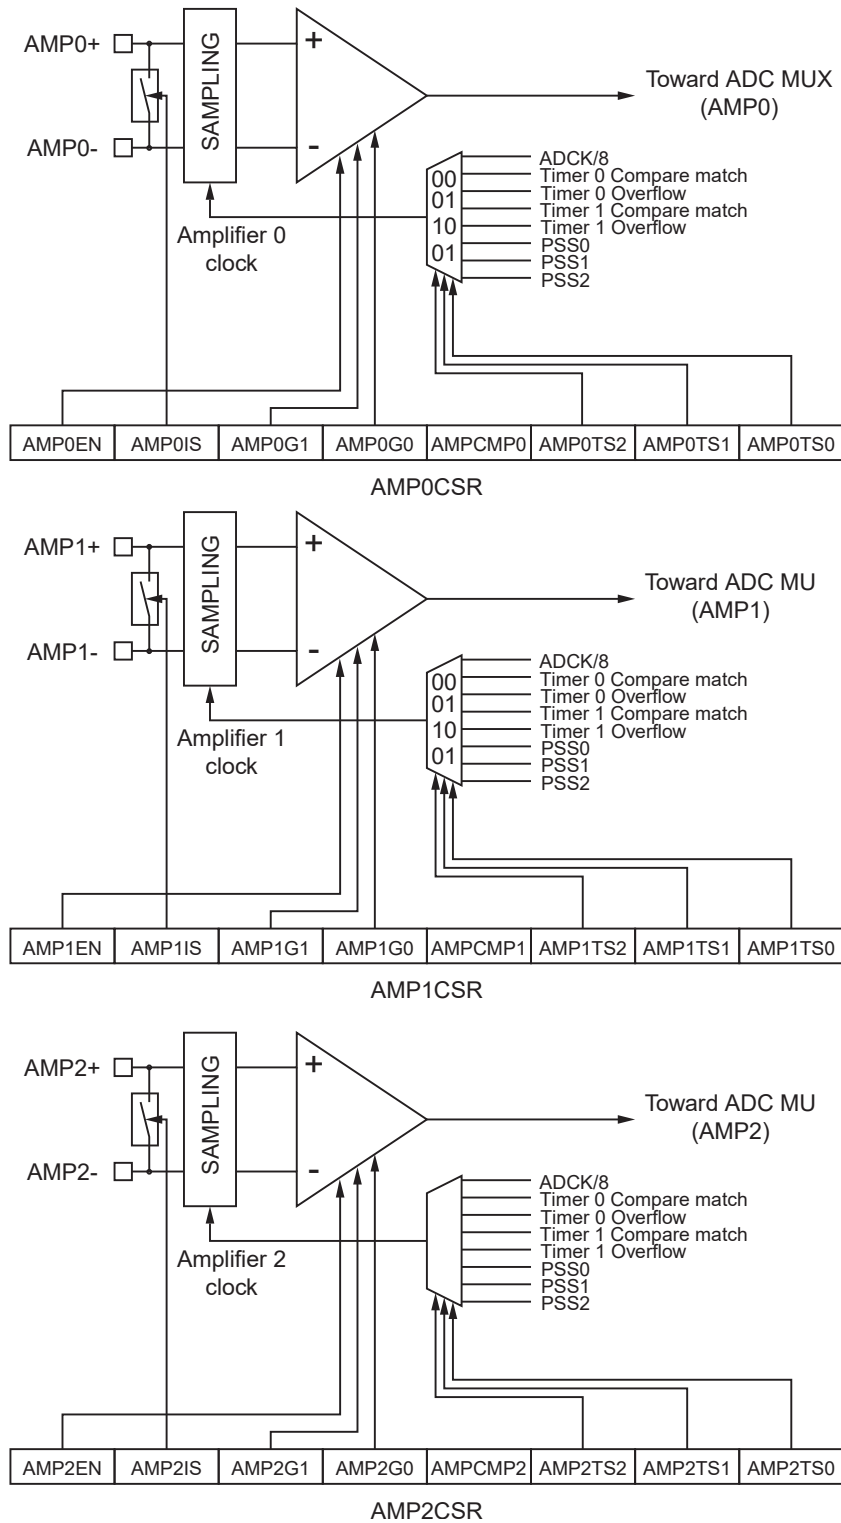 AMP0+
SAMPLING
+
Toward ADC MUX
(AMP0)
AMP0-
-
ADCK/8
00
Timer 0 Compare match
01
Timer 0 Overflow
Timer 1 Compare match
10
Timer 1 Overflow
01
PSS0
PSS1
PSS2
Amplifier 0
clock
AMP0EN AMP0IS AMP0G1 AMP0G0 AMPCMP0 AMP0TS2 AMP0TS1 AMP0TS0
AMP0CSR
AMP1+
SAMPLING
+
Toward ADC MU
(AMP1)
AMP1-
-
ADCK/8
00
Timer 0 Compare match
01
Timer 0 Overflow
Timer 1 Compare match
10
Timer 1 Overflow
01
PSS0
PSS1
PSS2
Amplifier 1
clock
AMP1EN AMP1IS AMP1G1 AMP1G0 AMPCMP1 AMP1TS2 AMP1TS1 AMP1TS0
AMP1CSR
AMP2+
SAMPLING
+
Toward ADC MU
(AMP2)
AMP2-
-
ADCK/8
Timer 0 Compare match
Timer 0 Overflow
Timer 1 Compare match
Timer 1 Overflow
PSS0
PSS1
PSS2
Amplifier 2
clock
AMP2EN AMP2IS AMP2G1 AMP2G0 AMPCMP2 AMP2TS2 AMP2TS1 AMP2TS0
AMP2CSR